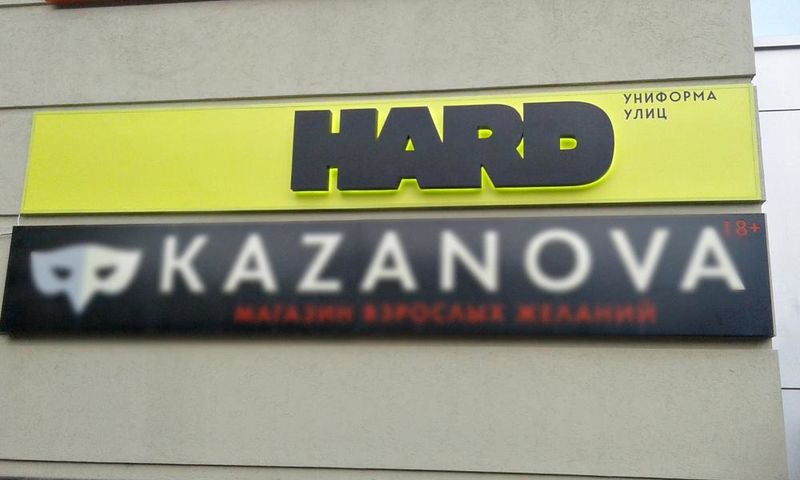 HARD
УНИФОРМА
УЛИЦ
KAZANOVA
18+
МАГАЗИН ВЗРОСЛЫХ ЖЕЛАНИЙ